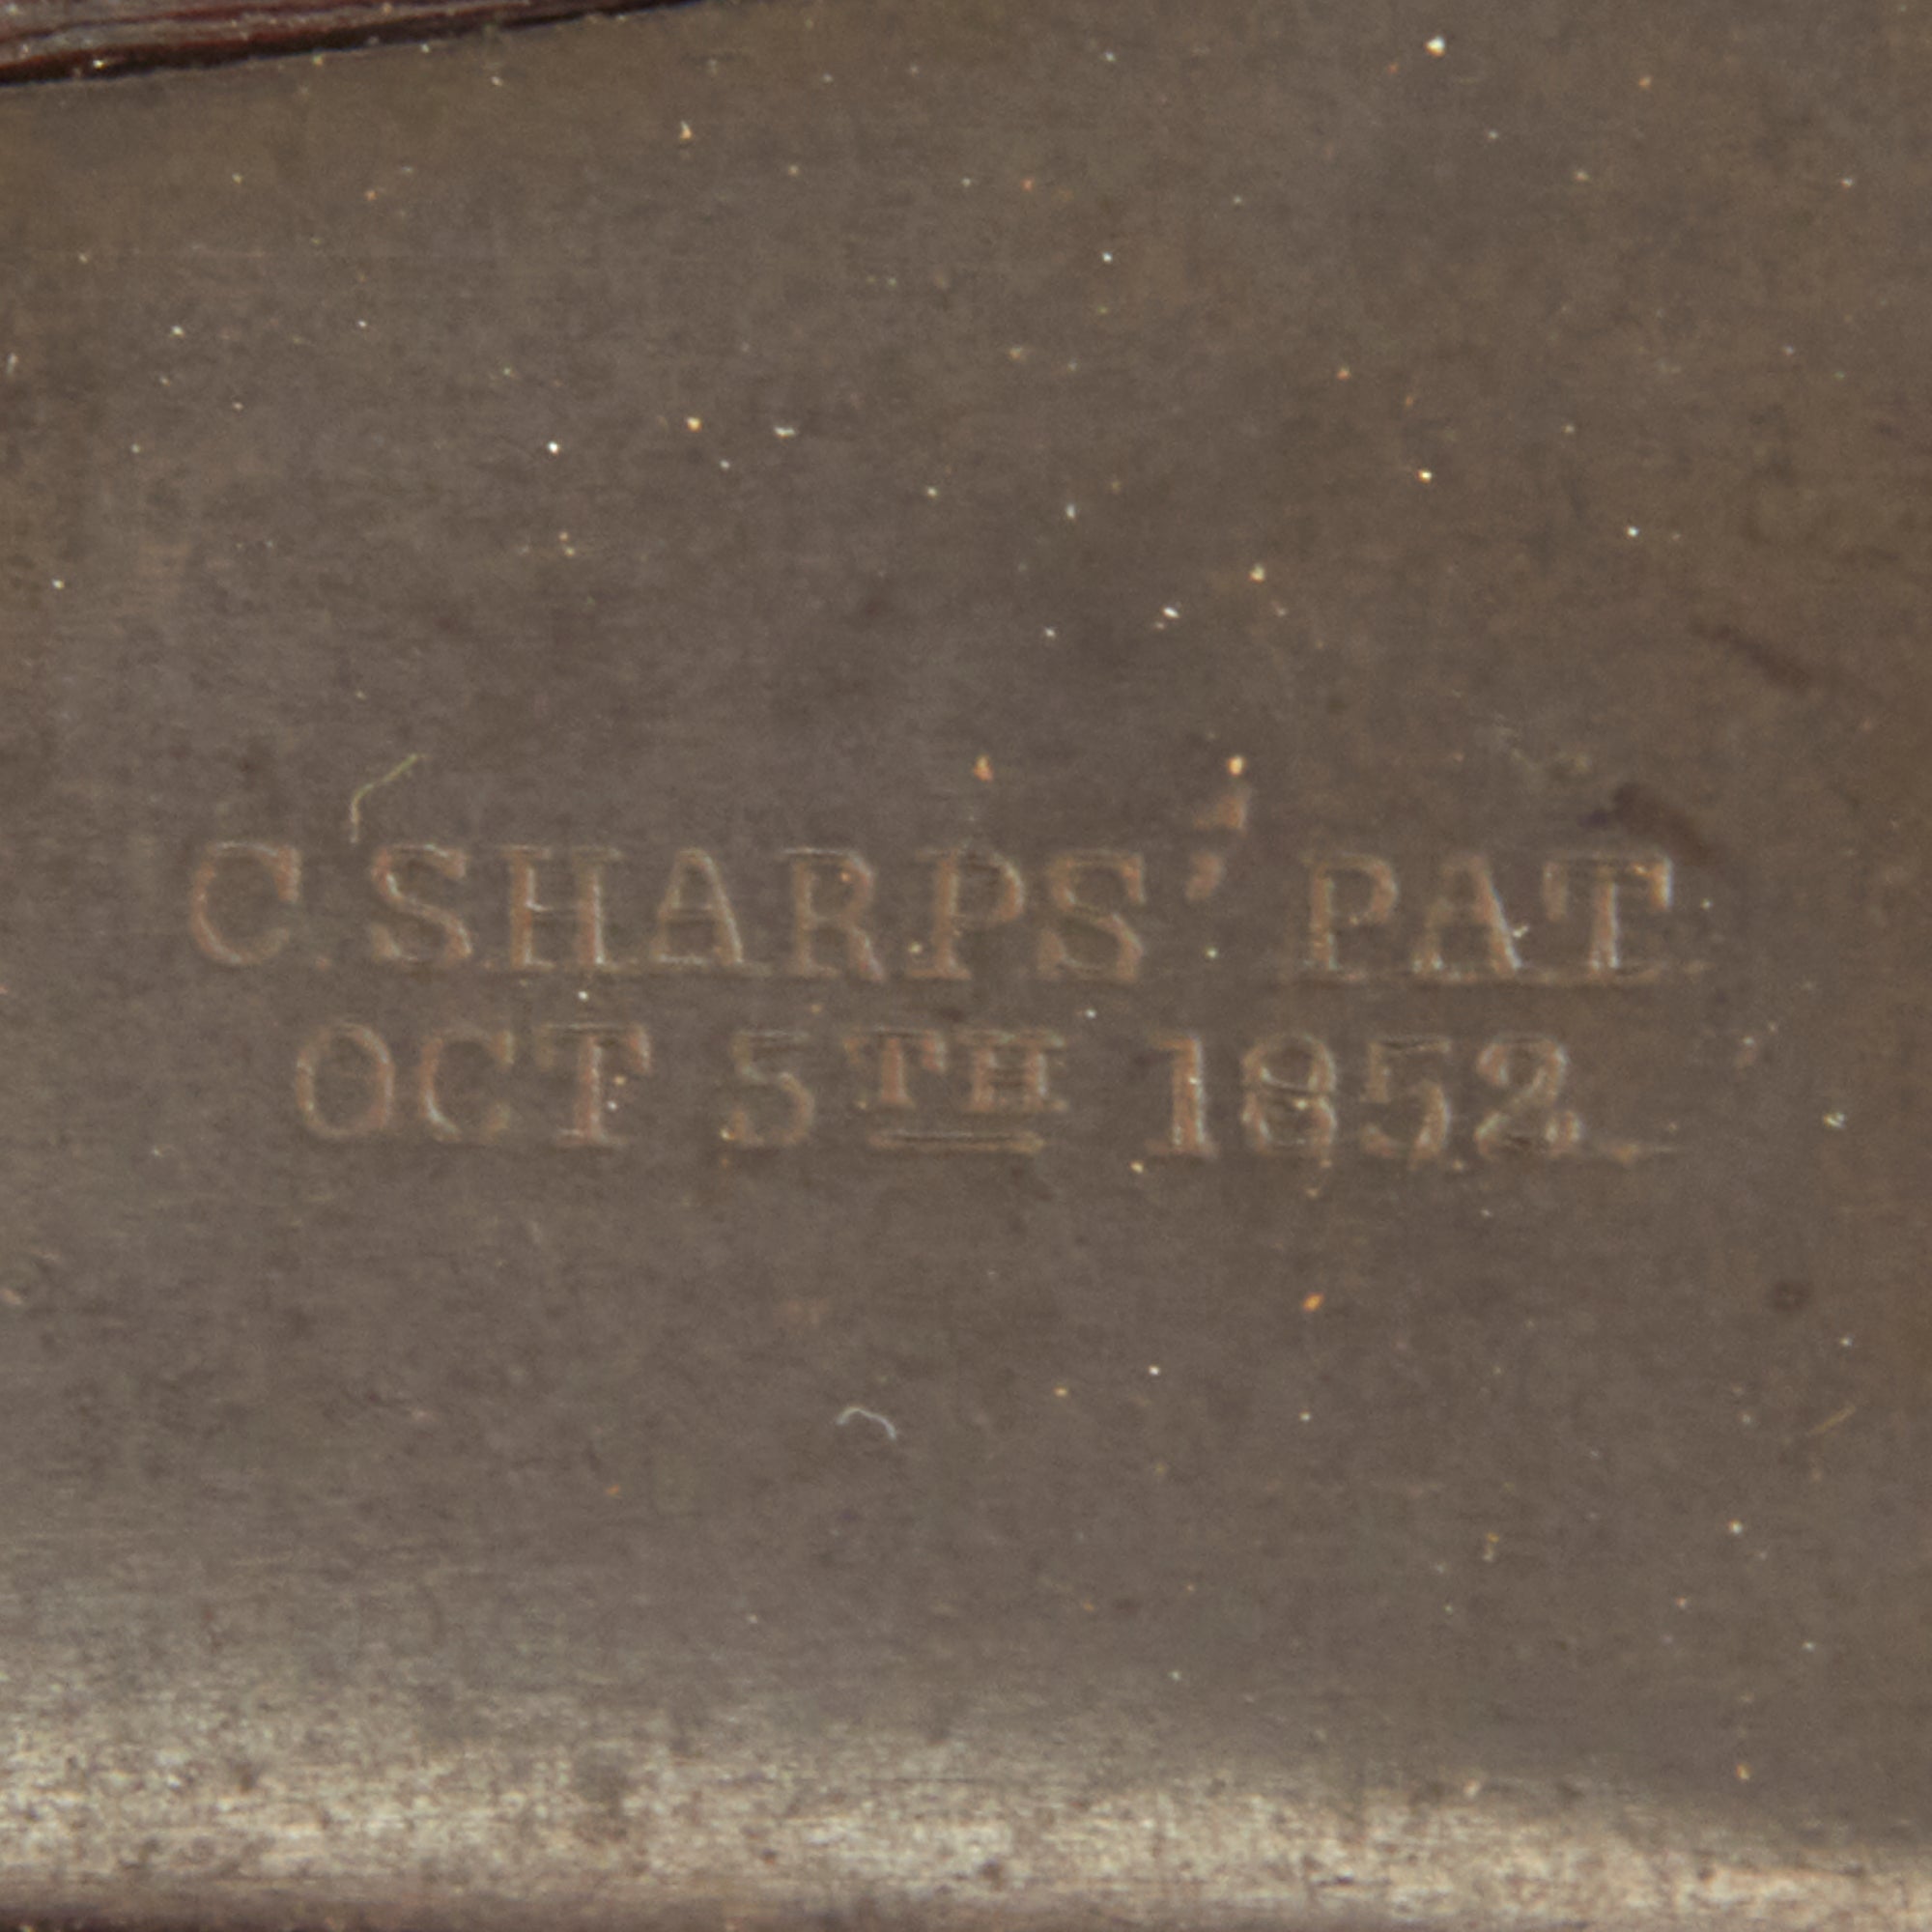 C. SHARPS' PAT
OCT 5TH 1852